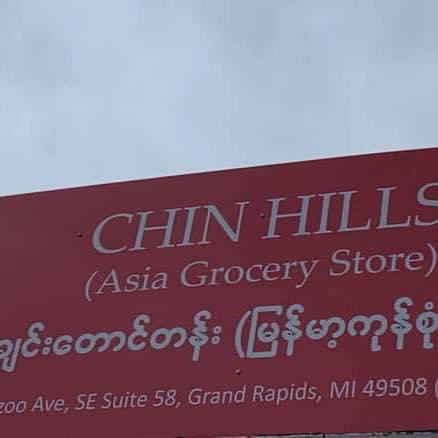 CHIN HILLS
(Asia Grocery Store)
ချင်းတောင်တန်း (မြန်မာ့ကုန်စုံ
zoo Ave, SE Suite 58, Grand Rapids, MI 49508 (